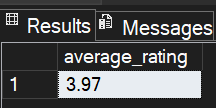 Results Messages
average_rating
1 3.97